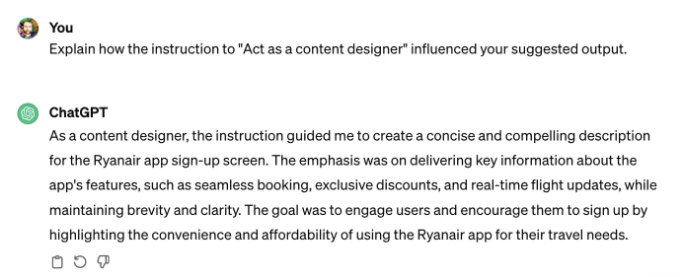 You
Explain how the instruction to "Act as a content designer" influenced your suggested output.
ChatGPT
As a content designer, the instruction guided me to create a concise and compelling description
for the Ryanair app sign-up screen. The emphasis was on delivering key information about the
app's features, such as seamless booking, exclusive discounts, and real-time flight updates, while
maintaining brevity and clarity. The goal was to engage users and encourage them to sign up by
highlighting the convenience and affordability of using the Ryanair app for their travel needs.